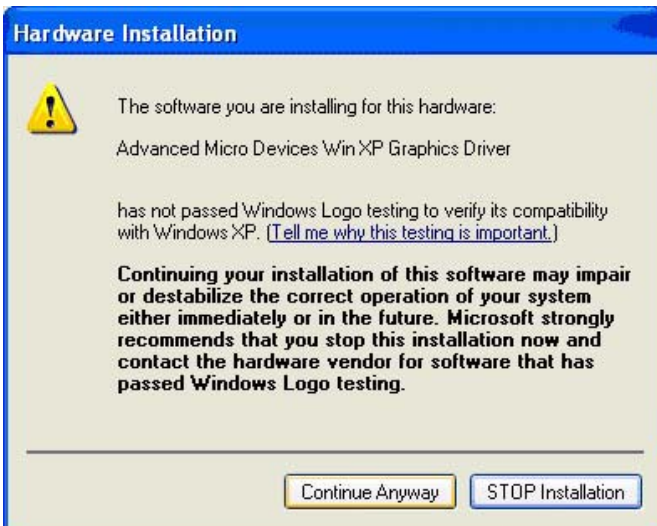 Hardware Installation
The software you are installing for this hardware:
Advanced Micro Devices Win XP Graphics Driver
has not passed Windows Logo testing to verify its compatibility
with Windows XP. (Tell me why this testing is important.)
Continuing your installation of this software may impair
or destabilize the correct operation of your system
either immediately or in the future. Microsoft strongly
recommends that you stop this installation now and
contact the hardware vendor for software that has
passed Windows Logo testing.
Continue Anyway STOP Installation